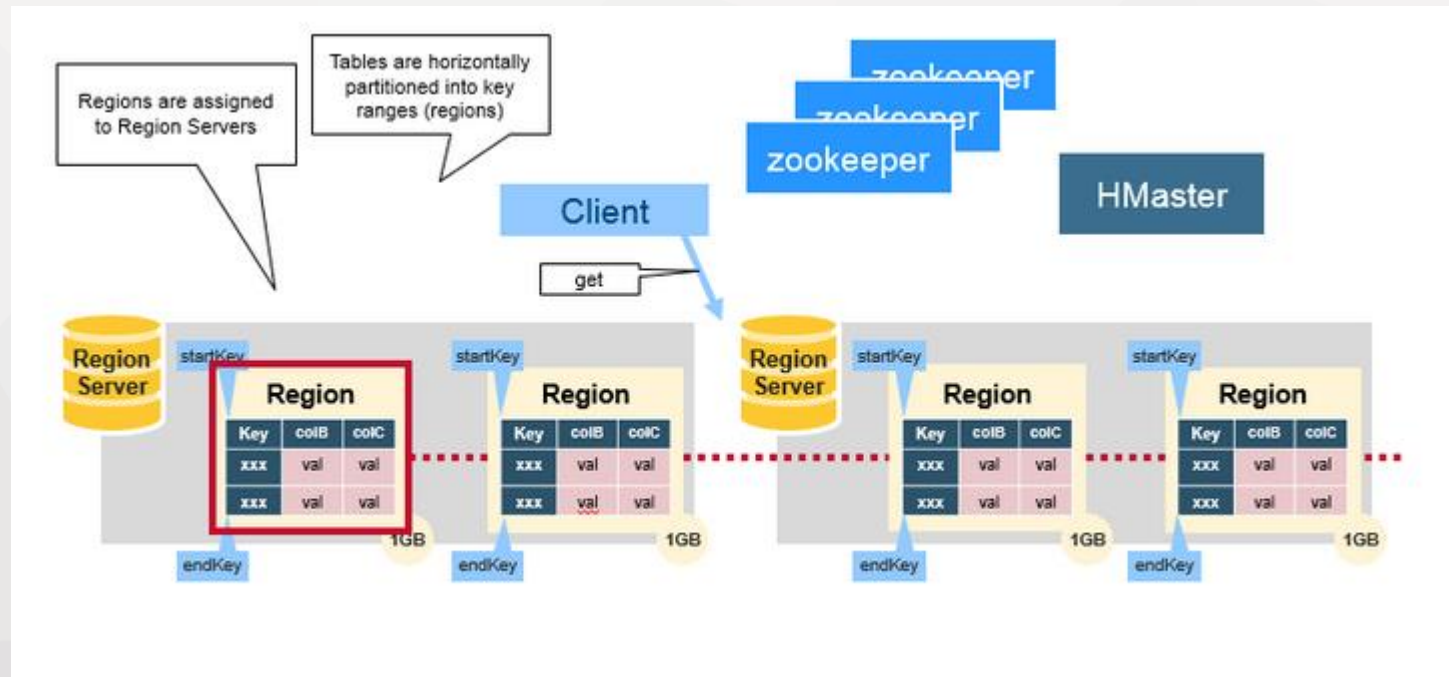 Regions are assigned
to Region Servers
Tables are horizontally
partitioned into key
ranges (regions)
zookeeper
zookeeper
zookeeper
HMaster
Client
get
Region
Server
startKey
Region
Key colB colC
xxx val val
xxx val val
1GB
endKey
startKey
Region
Key colB colC
xxx val val
xxx val val
1GB
endKey
Region
Server
startKey
Region
Key colB colC
xxx val val
xxx val val
1GB
endKey
startKey
Region
Key colB colC
xxx val val
xxx val val
1GB
endKey